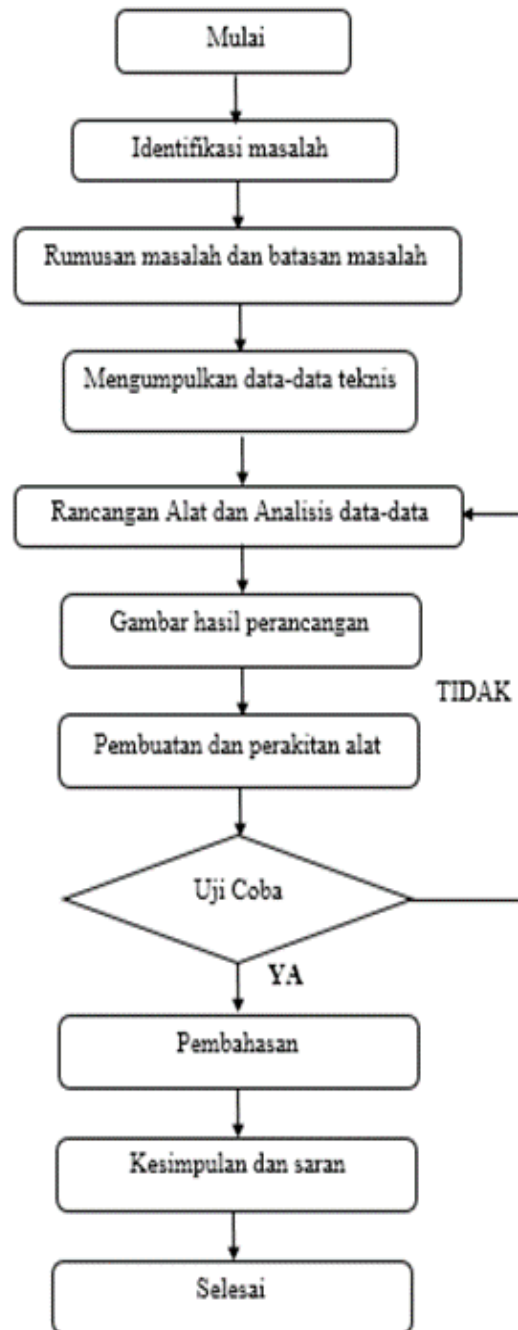 Mulai
Identifikasi masalah
Rumusan masalah dan batasan masalah
Mengumpulkan data-data teknis
Rancangan Alat dan Analisis data-data
Gambar hasil perancangan
TIDAK
Pembuatan dan perakitan alat
Uji Coba
YA
Pembahasan
Kesimpulan dan saran
Selesai